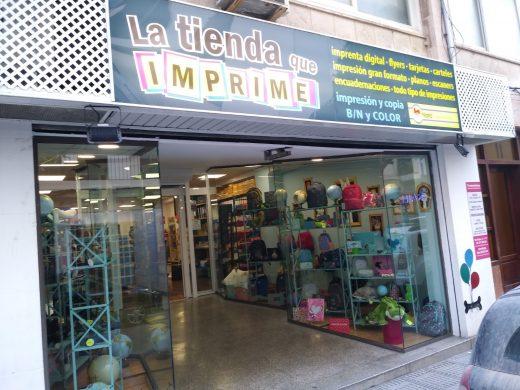 La tienda que
IMPRIME
imprenta digital - flyers - tarjetas - carteles
impresión gran formato - planos - escaners
encuadernaciones - todo tipo de impresiones
impresión y copia
B/N y COLOR